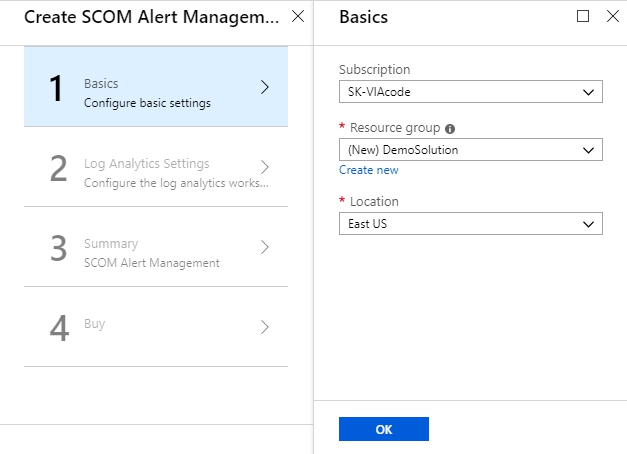 Create SCOM Alert Managem...
1
Basics
Configure basic settings
2
Log Analytics Settings
Configure the log analytics works...
3
Summary
SCOM Alert Management
4
Buy
Basics
Subscription
SK-VIAcode
* Resource group
(New) DemoSolution
Create new
* Location
East US
OK